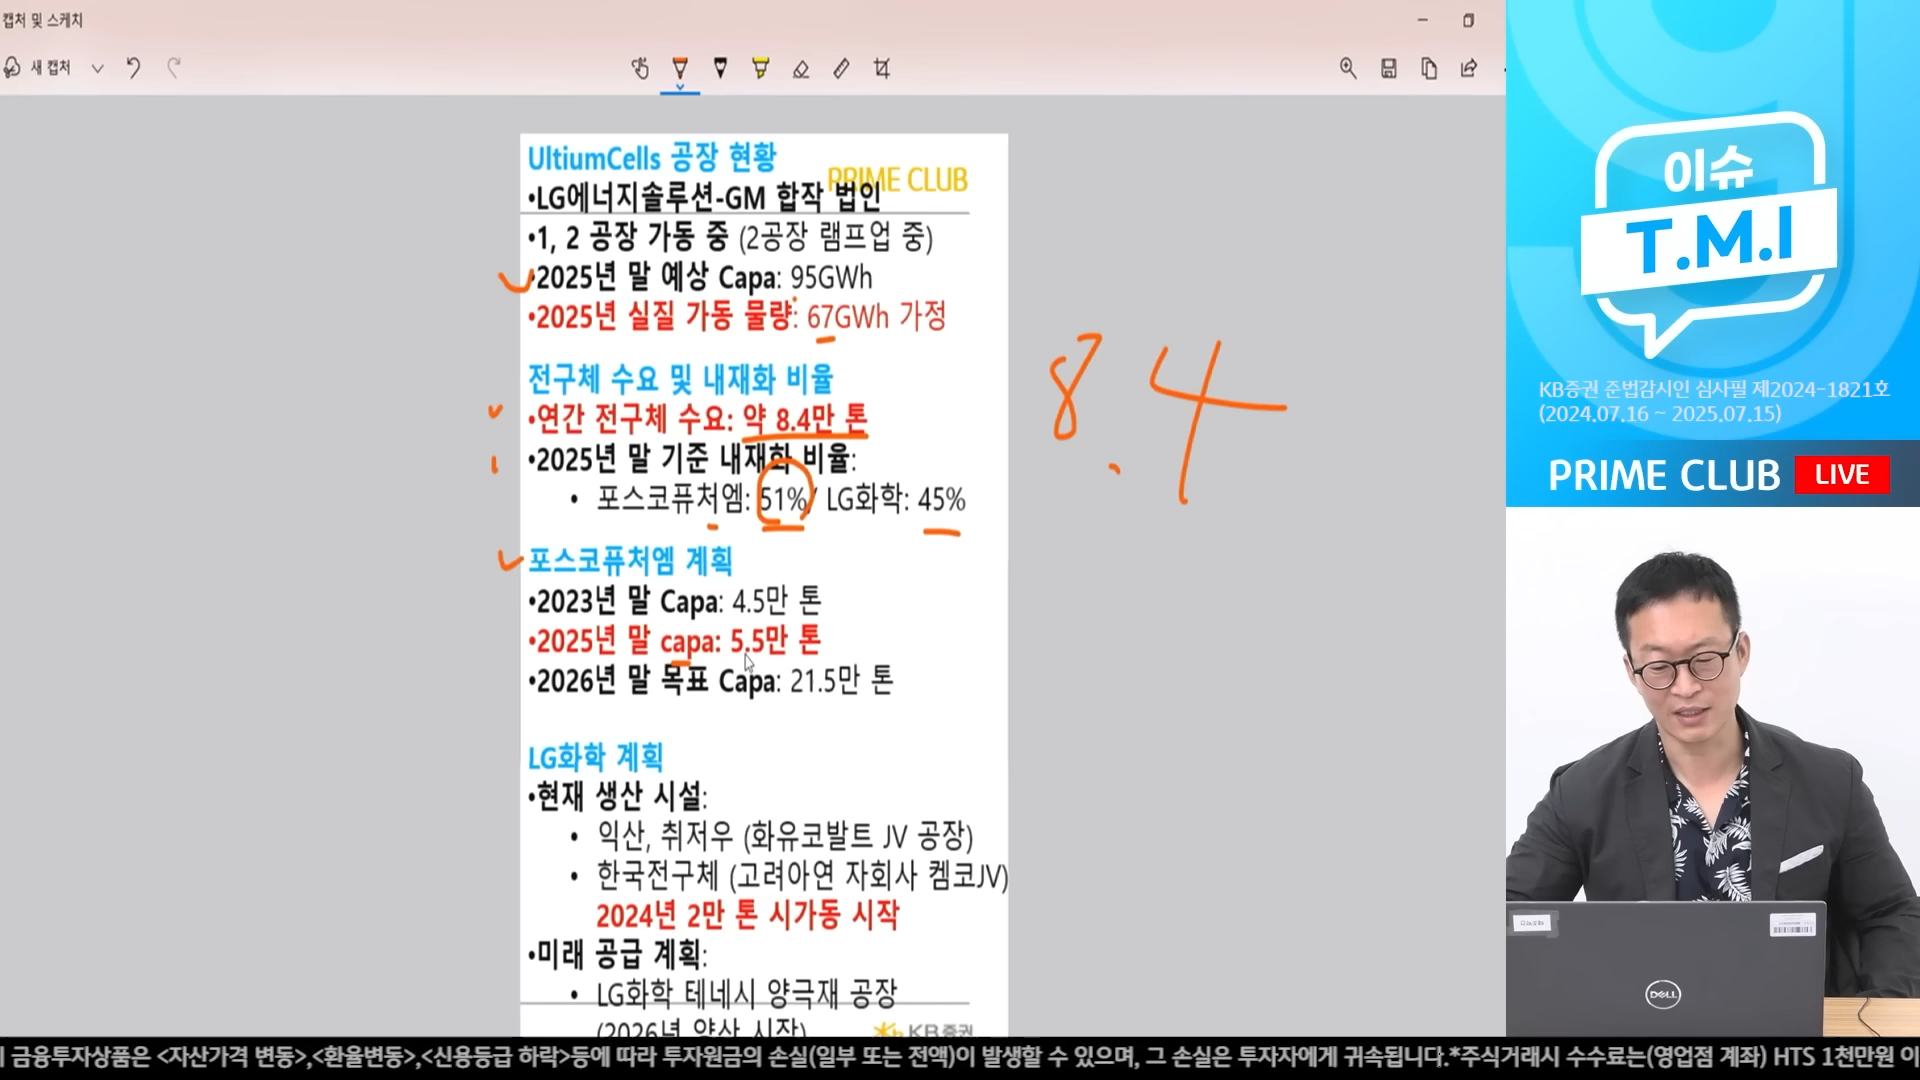 캡처 및 스케치
새 캡처
UltiumCells 공장 현황
PRIME CLUB
•LG에너지솔루션-GM 합작 법인
•1, 2 공장 가동 중 (2공장 램프업 중)
•2025년 말 예상 Capa: 95GWh
•2025년 실질 가동 물량: 67GWh 가정
전구체 수요 및 내재화 비율
•연간 전구체 수요: 약 8.4만 톤
•2025년 말 기준 내재화 비율:
• 포스코퓨처엠: 51%/ LG화학: 45%
포스코퓨처엠 계획
•2023년 말 Capa: 4.5만 톤
•2025년 말 capa: 5.5만 톤
•2026년 말 목표 Capa: 21.5만 톤
LG화학 계획
•현재 생산 시설:
• 익산, 취저우 (화유코발트 JV 공장)
• 한국전구체 (고려아연 자회사 켐코JV)
2024년 2만 톤 시가동 시작
•미래 공급 계획:
• LG화학 테네시 양극재 공장
(2026년 양산 시작)
KB증권
8.4
이슈
T.M.I
KB증권 준법감시인 심사필 제2024-1821호
(2024.07.16 ~ 2025.07.15)
PRIME CLUB LIVE
DELL
금융투자상품은 <자산가격 변동>,<환율변동>,<신용등급 하락>등에 따라 투자원금의 손실(일부 또는 전액)이 발생할 수 있으며, 그 손실은 투자자에게 귀속됩니다.*주식거래시 수수료는(영업점 계좌) HTS 1천만원 이